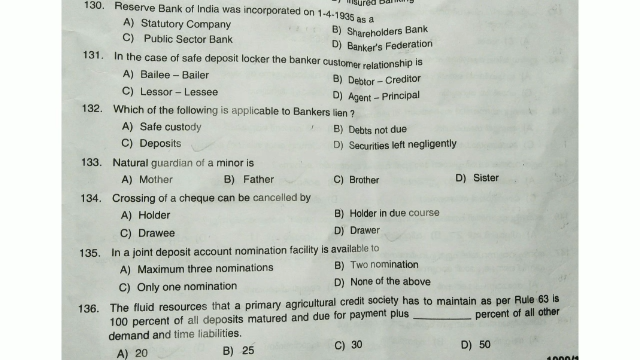 Insured Banking
130. Reserve Bank of India was incorporated on 1-4-1935 as a
A) Statutory Company B) Shareholders Bank
C) Public Sector Bank D) Banker's Federation
131. In the case of safe deposit locker the banker customer relationship is
A) Bailee – Bailer B) Debtor – Creditor
C) Lessor – Lessee D) Agent – Principal
132. Which of the following is applicable to Bankers lien ?
A) Safe custody B) Debts not due
C) Deposits D) Securities left negligently
133. Natural guardian of a minor is
A) Mother B) Father C) Brother D) Sister
134. Crossing of a cheque can be cancelled by
A) Holder B) Holder in due course
C) Drawee D) Drawer
135. In a joint deposit account nomination facility is available to
A) Maximum three nominations B) Two nomination
C) Only one nomination D) None of the above
136. The fluid resources that a primary agricultural credit society has to maintain as per Rule 63 is
100 percent of all deposits matured and due for payment plus __________ percent of all other
demand and time liabilities.
A) 20 B) 25 C) 30 D) 50